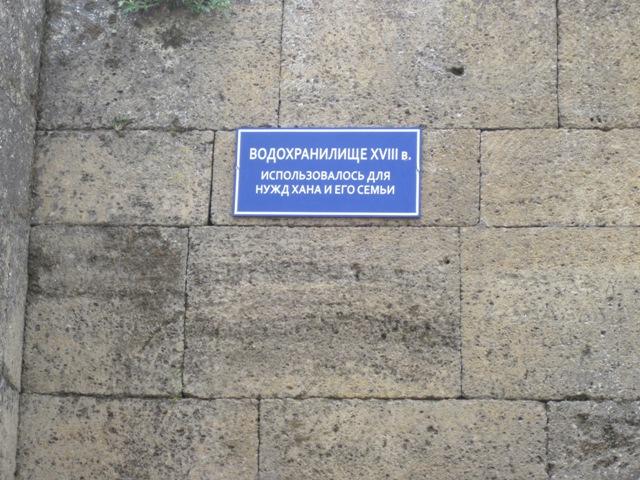 ВОДОХРАНИЛИЩЕ XVIII в.
ИСПОЛЬЗОВАЛОСЬ ДЛЯ
НУЖД ХАНА И ЕГО СЕМЬИ